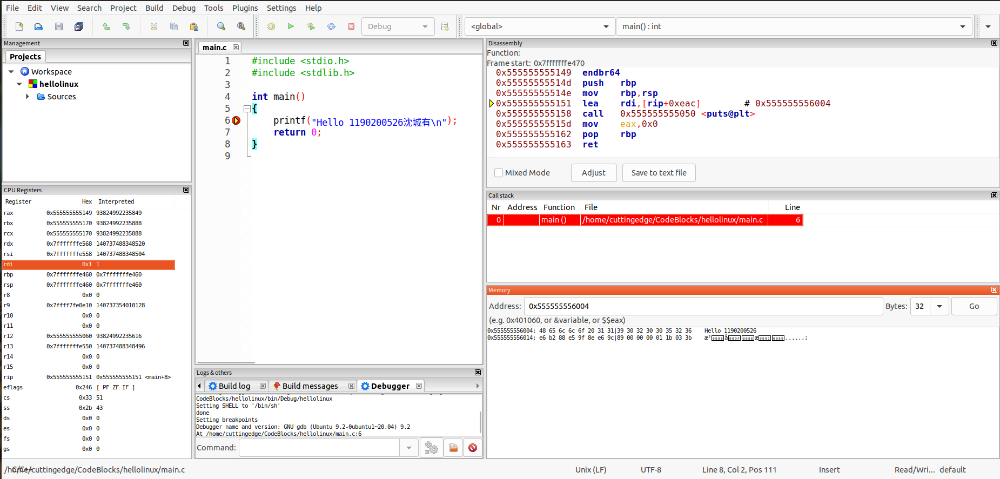 File Edit View Search Project Build Debug Tools Plugins Settings Help
Debug <global> main() : int
Management
Projects
Workspace
hellolinux
Sources
CPU Registers
Register Hex Interpreted
rax 0x555555555149 93824992235849
rbx 0x555555555170 93824992235888
rcx 0x555555555170 93824992235888
rdx 0x7fffffffe568 140737488348520
rsi 0x7fffffffe558 140737488348504
rdi 0x1 1
rbp 0x7fffffffe460 0x7fffffffe460
rsp 0x7fffffffe460 0x7fffffffe460
r8 0x0 0
r9 0x7ffff7fe0e10 140737354010128
r10 0x0 0
r11 0x0 0
r12 0x555555555060 93824992235616
r13 0x7fffffffe550 140737488348496
r14 0x0 0
r15 0x0 0
rip 0x555555555151 0x555555555151 <main+8>
eflags 0x246 [ PF ZF IF ]
cs 0x33 51
ss 0x2b 43
ds 0x0 0
es 0x0 0
fs 0x0 0
gs 0x0 0
main.c
1 #include <stdio.h>
2 #include <stdlib.h>
3
4 int main()
5 {
6 printf("Hello 1190200526沈城有\n");
7 return 0;
8 }
9
Logs & others
Build log Build messages Debugger
CodeBlocks/hellolinux/bin/Debug/hellolinux
Setting SHELL to '/bin/sh'
done
Setting breakpoints
Debugger name and version: GNU gdb (Ubuntu 9.2-0ubuntu1~20.04) 9.2
At /home/cuttingedge/CodeBlocks/hellolinux/main.c:6
Command:
Disassembly
Function:
Frame start: 0x7fffffffe470
0x555555555149 endbr64
0x55555555514d push rbp
0x55555555514e mov rbp,rsp
0x555555555151 lea rdi,[rip+0xeac] # 0x555555556004
0x555555555158 call 0x555555555050 <puts@plt>
0x55555555515d mov eax,0x0
0x555555555162 pop rbp
0x555555555163 ret
Mixed Mode Adjust Save to text file
Call stack
Nr Address Function File Line
0 main () /home/cuttingedge/CodeBlocks/hellolinux/main.c 6
Memory
Address: 0x555555556004 Bytes: 32 Go
(e.g. 0x401060, or &variable, or $$eax)
0x555555556004: 48 65 6c 6c 6f 20 31 31|39 30 32 30 30 35 32 36 Hello 1190200526
0x555555556014: e6 b2 88 e5 9f 8e e6 9c|89 00 00 00 01 1b 03 3b æ²0088å009F008Eæ009C0089......;
/home/cuttingedge/CodeBlocks/hellolinux/main.c C/C++ Unix (LF) UTF-8 Line 8, Col 2, Pos 111 Insert Read/Wri... default